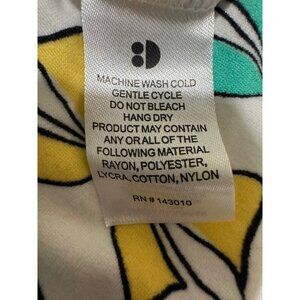 MACHINE WASH COLD
GENTLE CYCLE
DO NOT BLEACH
HANG DRY
PRODUCT MAY CONTAIN
ANY OR ALL OF THE
FOLLOWING MATERIAL
RAYON, POLYESTER,
LYCRA, COTTON, NYLON
RN # 143010